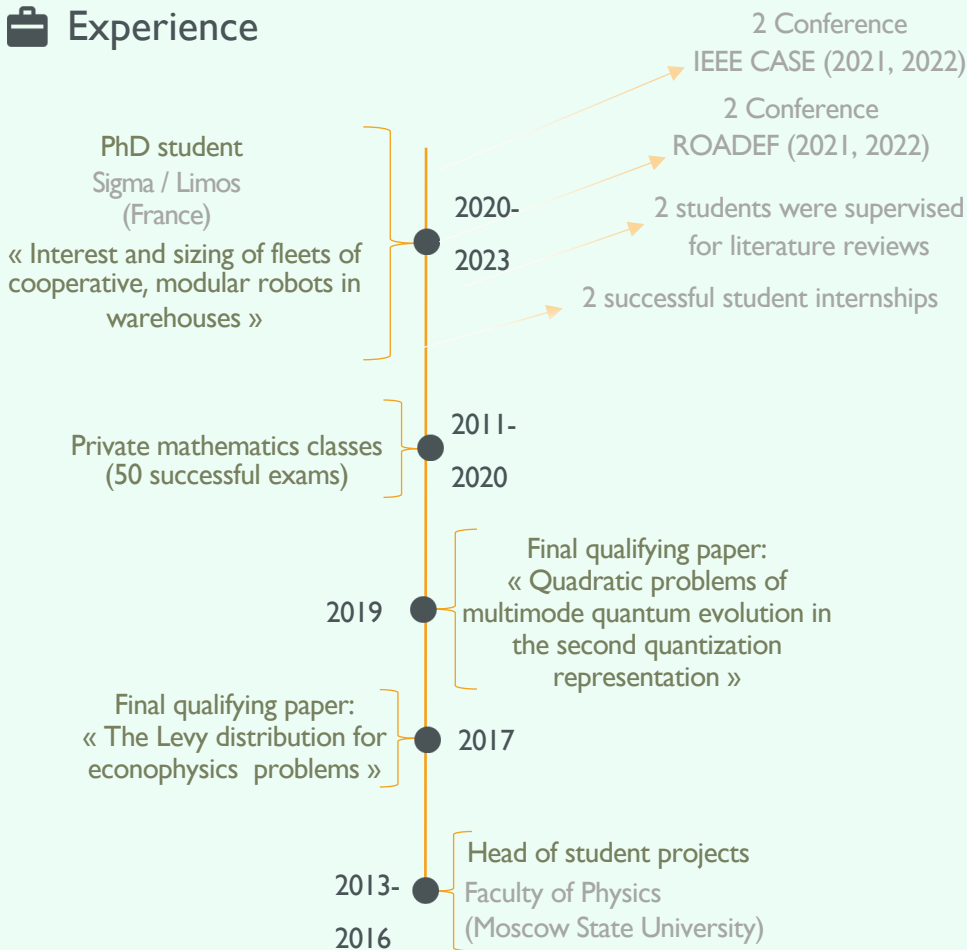 Experience
2 Conference
IEEE CASE (2021, 2022)
2 Conference
ROADEF (2021, 2022)
2 students were supervised
for literature reviews
2 successful student internships
PhD student
Sigma / Limos
(France)
« Interest and sizing of fleets of
cooperative, modular robots in
warehouses »
2020-
2023
Private mathematics classes
(50 successful exams)
2011-
2020
2019
Final qualifying paper:
« Quadratic problems of
multimode quantum evolution in
the second quantization
representation »
Final qualifying paper:
« The Levy distribution for
econophysics problems »
2017
2013-
2016
Head of student projects
Faculty of Physics
(Moscow State University)